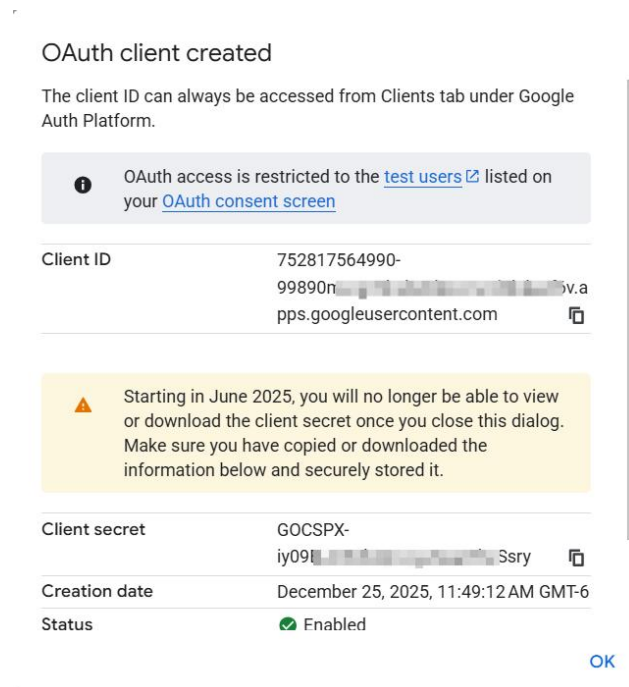 OAuth client created
The client ID can always be accessed from Clients tab under Google
Auth Platform.
OAuth access is restricted to the test users listed on
your OAuth consent screen
Client ID
752817564990-
99890m
v.a
pps.googleusercontent.com
Starting in June 2025, you will no longer be able to view
or download the client secret once you close this dialog.
Make sure you have copied or downloaded the
information below and securely stored it.
Client secret
GOCSPX-
iy09 Ssry
Creation date
December 25, 2025, 11:49:12 AM GMT-6
Status
Enabled
OK